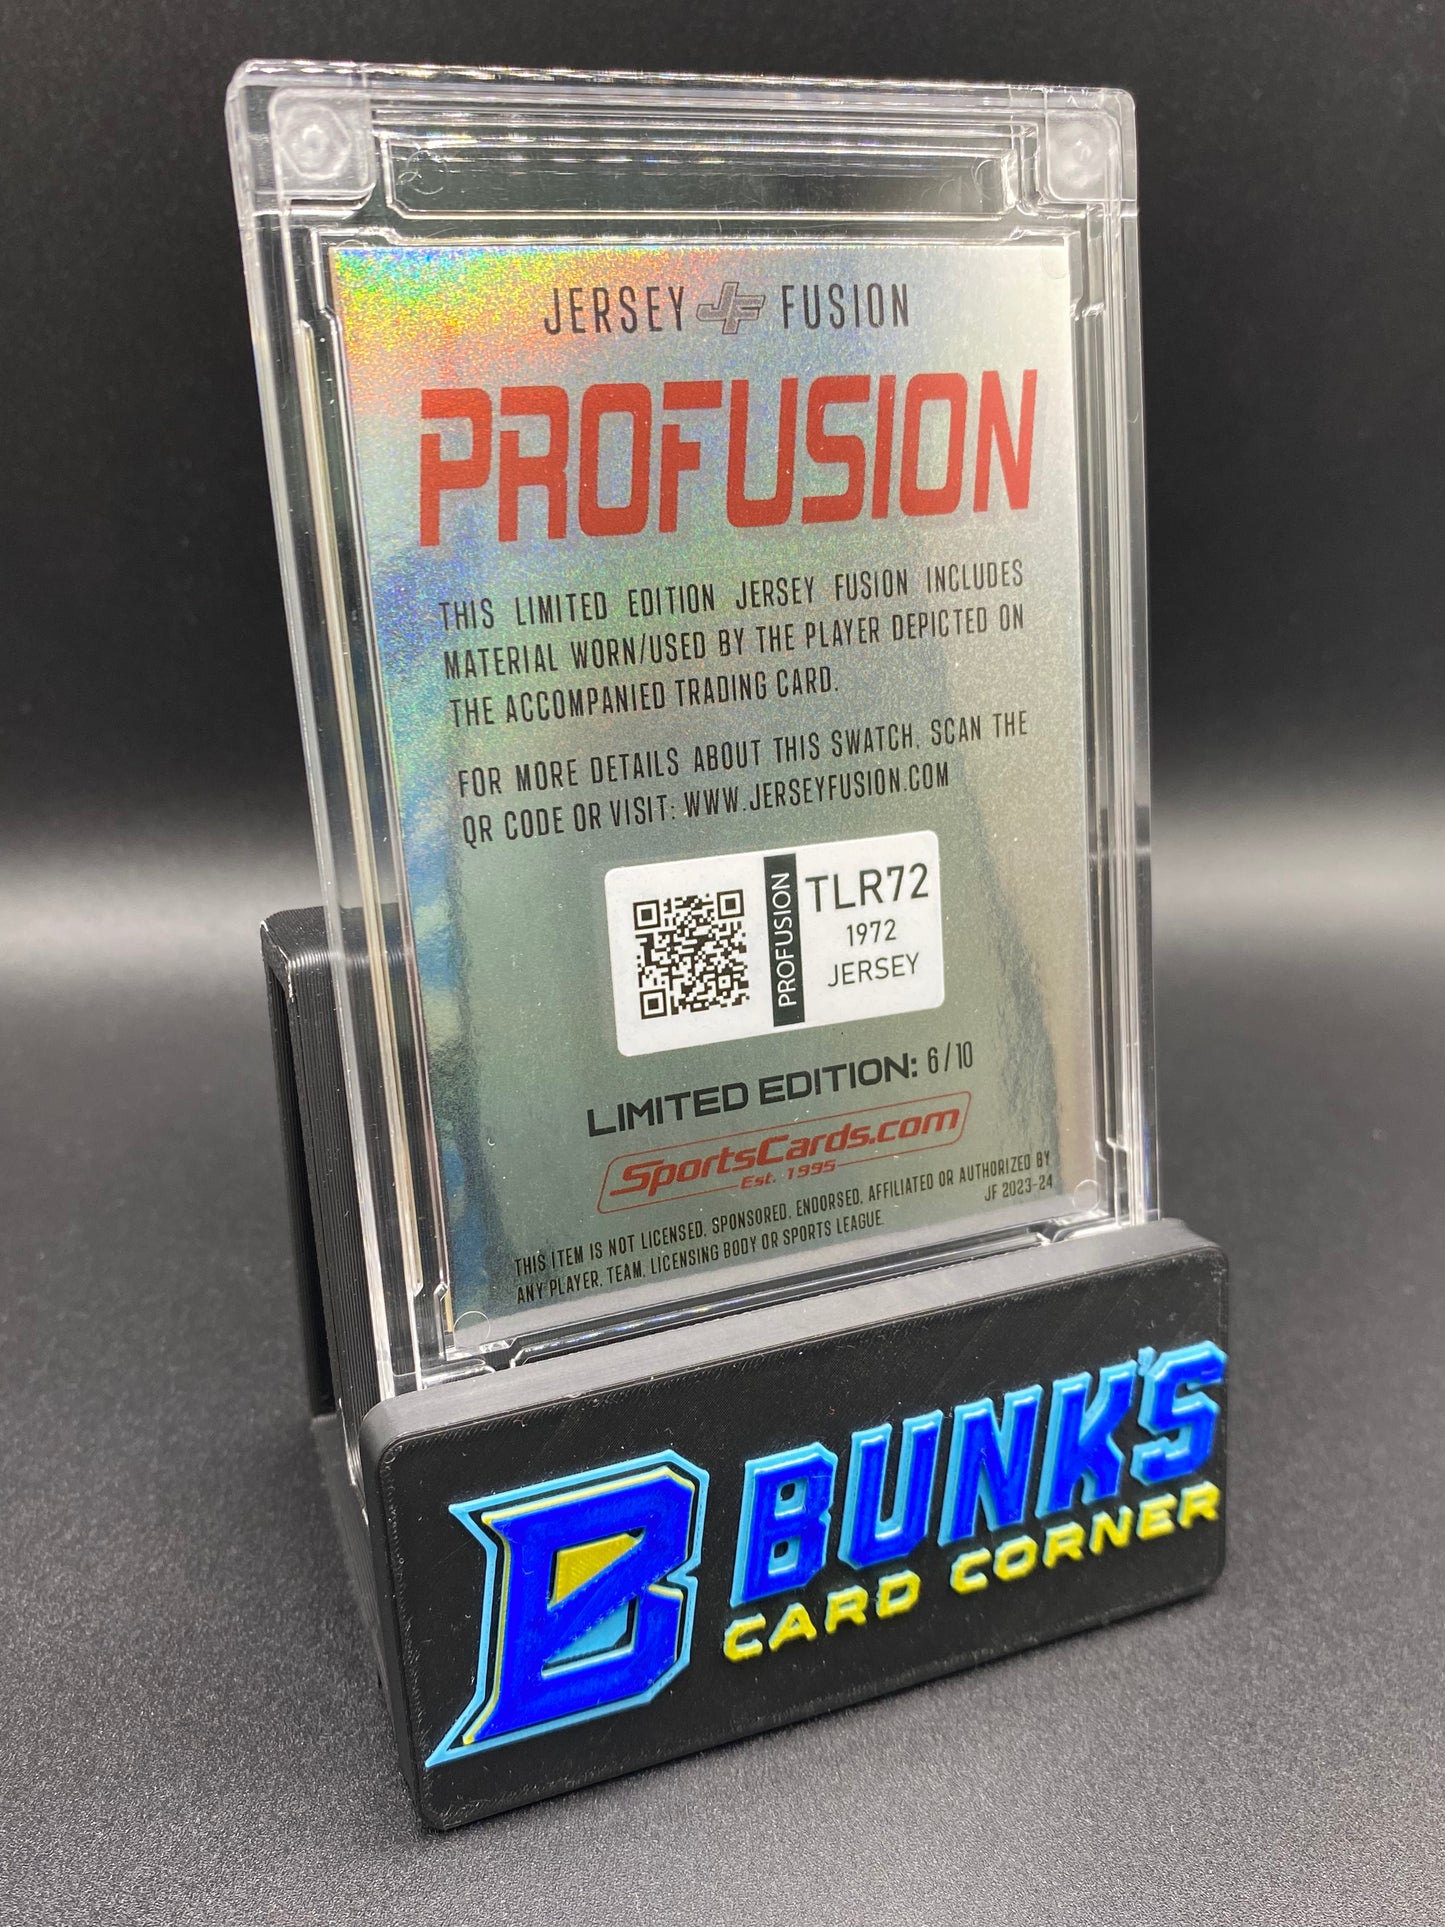 JERSEY JF FUSION
PROFUSION
THIS LIMITED EDITION JERSEY FUSION INCLUDES
MATERIAL WORN/USED BY THE PLAYER DEPICTED ON
THE ACCOMPANIED TRADING CARD.
FOR MORE DETAILS ABOUT THIS SWATCH, SCAN THE
QR CODE OR VISIT: WWW.JERSEYFUSION.COM
PROFUSION
TLR72
1972
JERSEY
LIMITED EDITION: 6/10
SportsCards.com
Est. 1995
THIS ITEM IS NOT LICENSED, SPONSORED, ENDORSED, AFFILIATED OR AUTHORIZED BY
ANY PLAYER, TEAM, LICENSING BODY OR SPORTS LEAGUE.
JF 2023-24
B BUNK'S
CARD CORNER